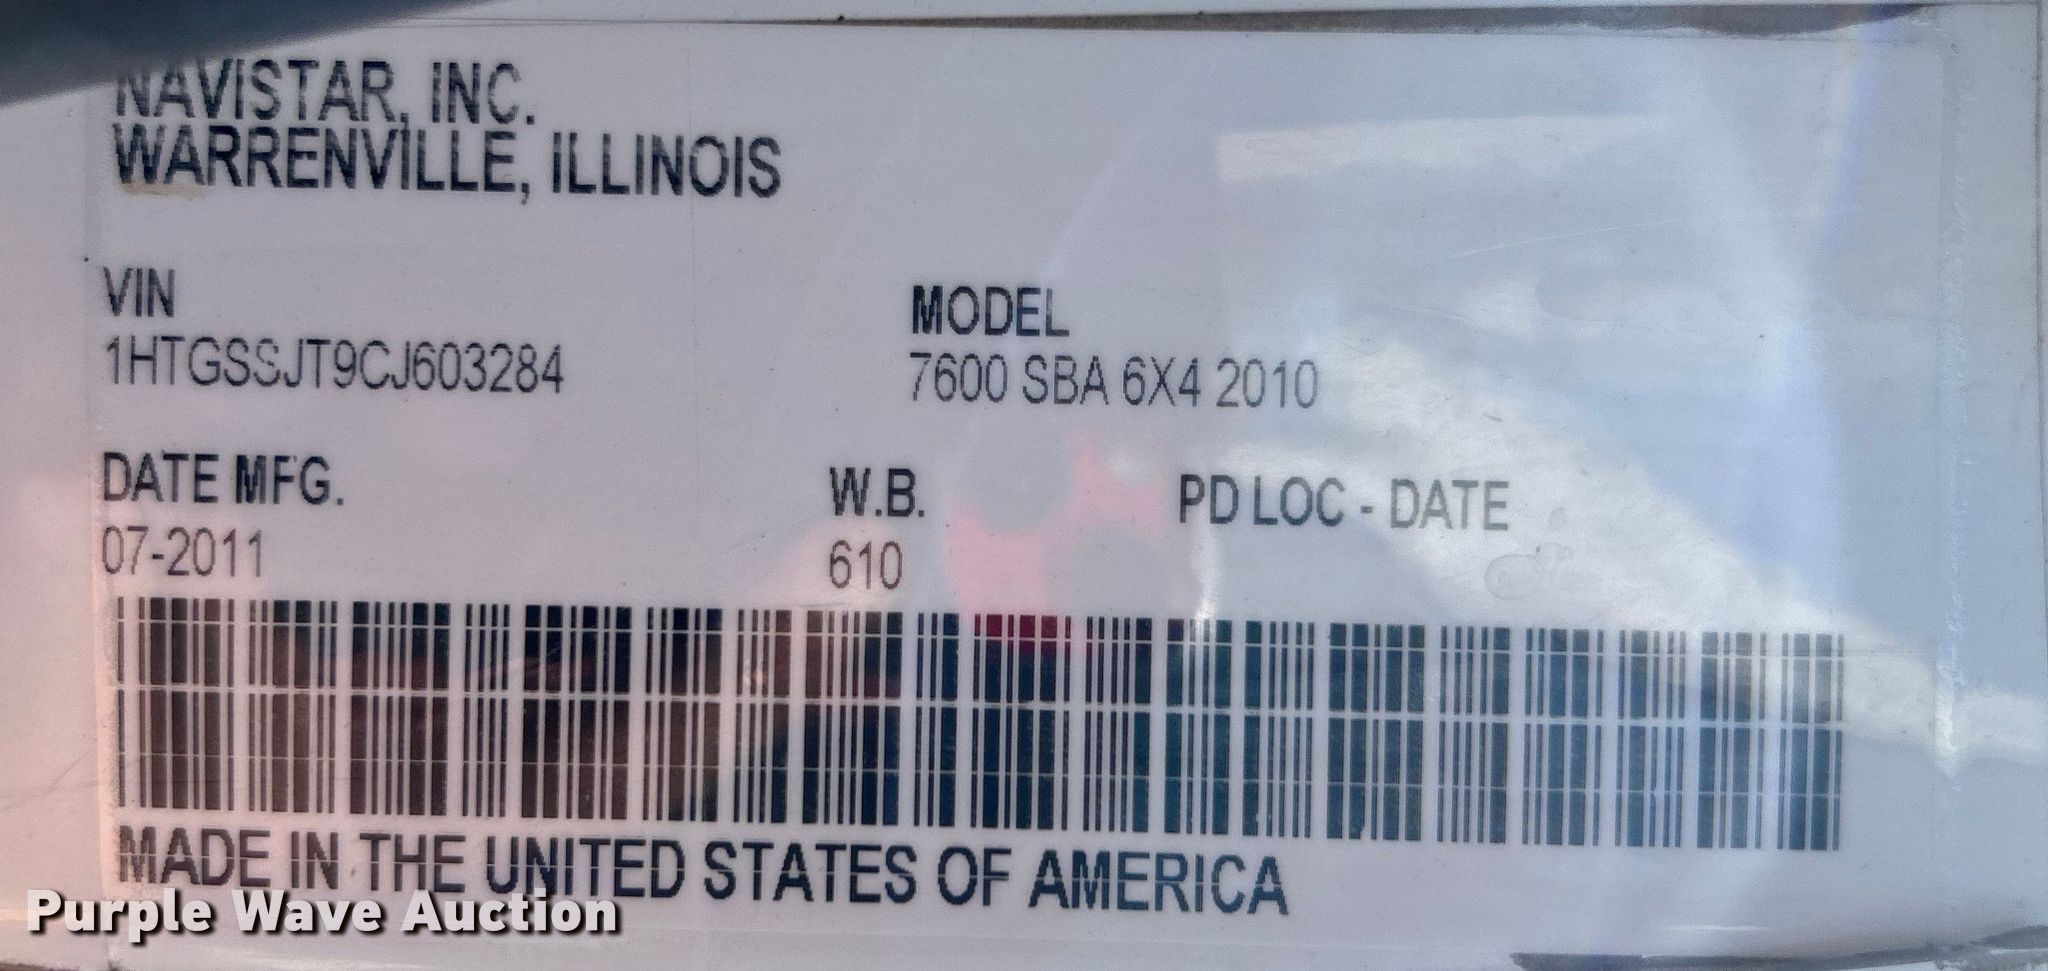 NAVISTAR, INC.
WARRENVILLE, ILLINOIS
VIN
1HTGSSJT9CJ603284
MODEL
7600 SBA 6X4 2010
DATE MFG.
07-2011
W.B.
610
PD LOC - DATE
MADE IN THE UNITED STATES OF AMERICA
Purple Wave Auction